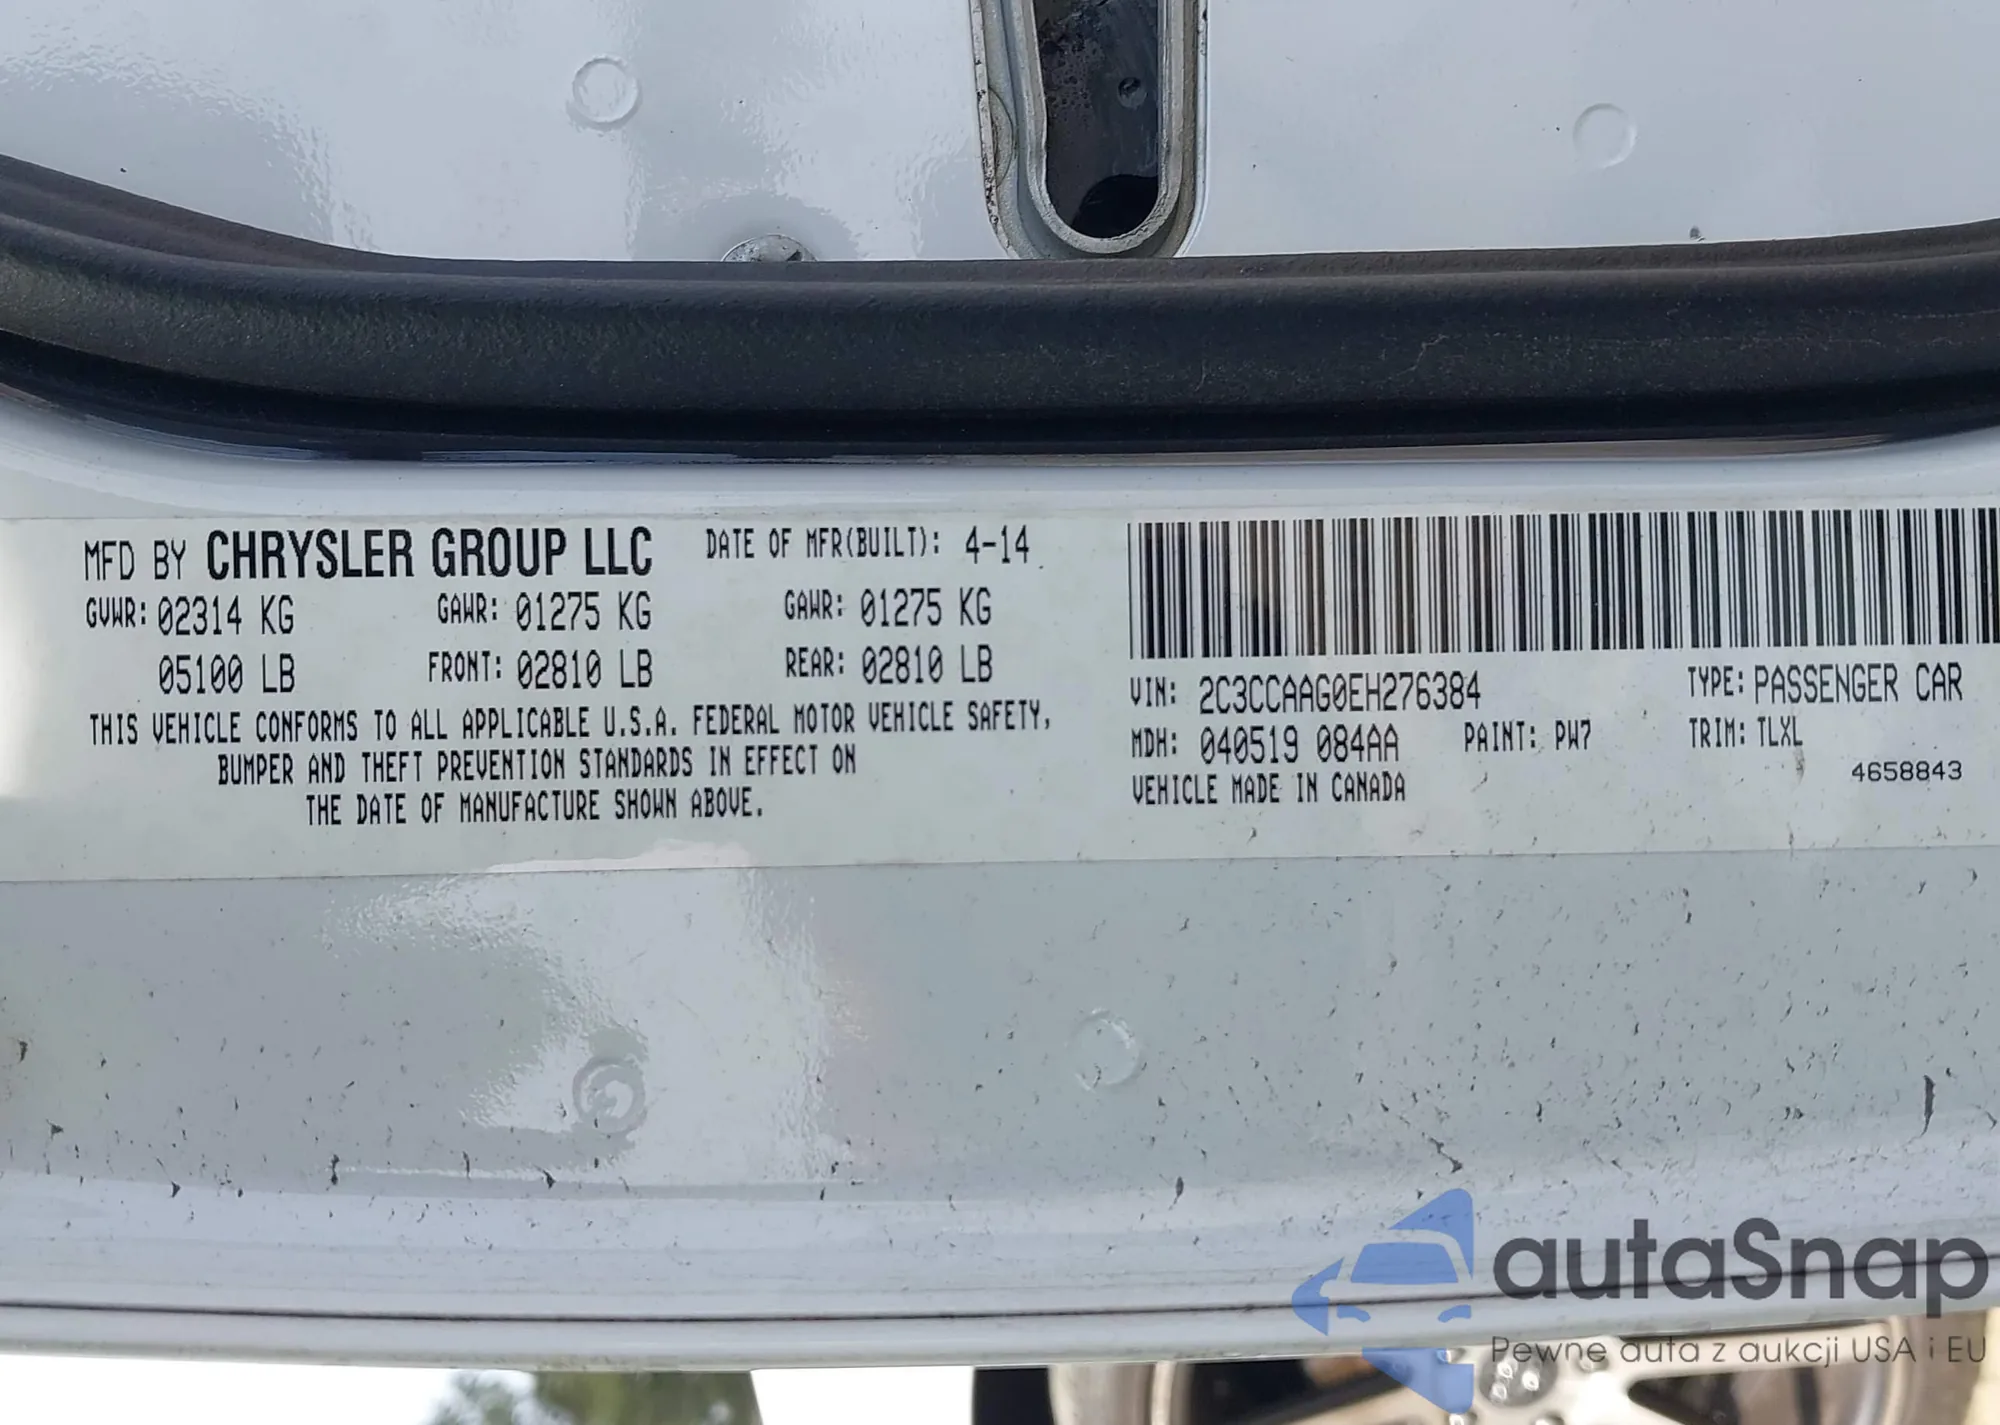 MFD BY CHRYSLER GROUP LLC DATE OF MFR(BUILT): 4-14
GVWR: 02314 KG GAWR: 01275 KG GAWR: 01275 KG
05100 LB FRONT: 02810 LB REAR: 02810 LB
THIS VEHICLE CONFORMS TO ALL APPLICABLE U.S.A. FEDERAL MOTOR VEHICLE SAFETY,
BUMPER AND THEFT PREVENTION STANDARDS IN EFFECT ON
THE DATE OF MANUFACTURE SHOWN ABOVE.
VIN: 2C3CCAAG0EH276384 TYPE: PASSENGER CAR
MDH: 040519 084AA PAINT: PW7 TRIM: TLXL
VEHICLE MADE IN CANADA 4658843
autaSnap
Pewne auta z aukcji USA i EU